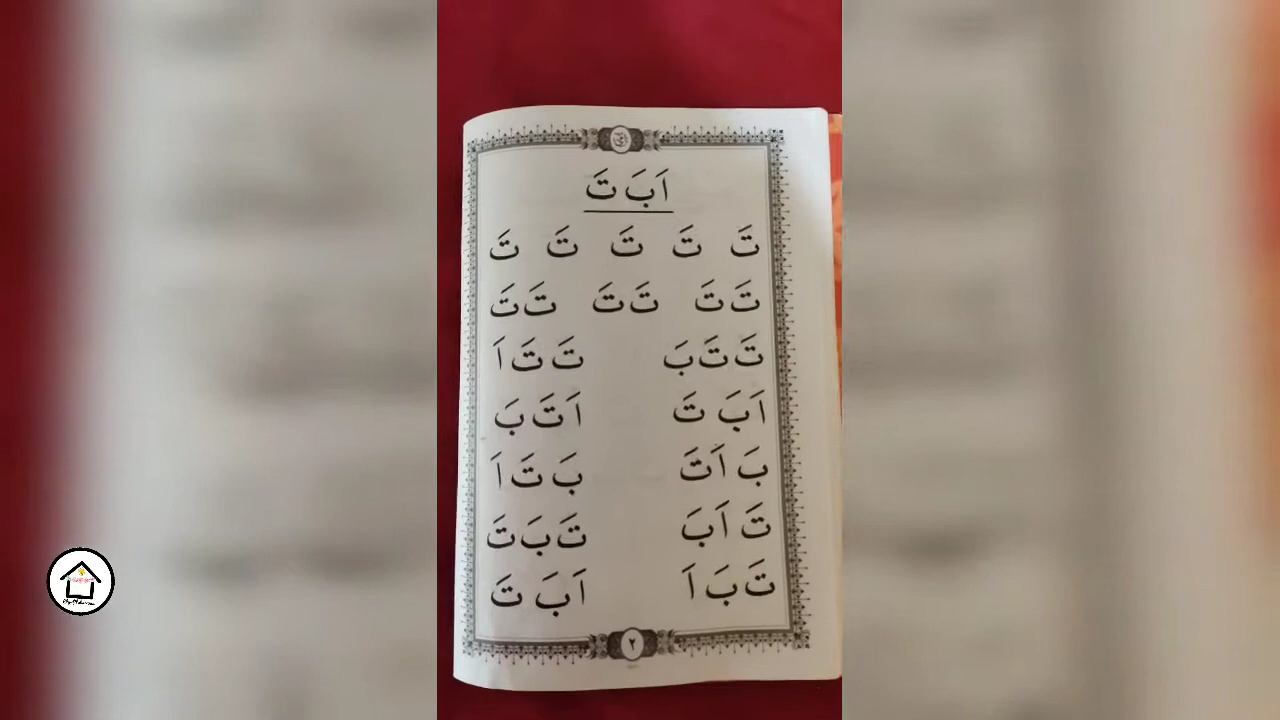 اَ بَ تَ
تَ تَ تَ تَ تَ
تَ تَ تَ تَ تَ تَ
تَ تَ بَ تَ تَ اَ
اَ بَ تَ اَ تَ بَ
بَ اَ تَ بَ تَ اَ
تَ اَ بَ تَ بَ تَ
تَ بَ اَ اَ بَ تَ
٢